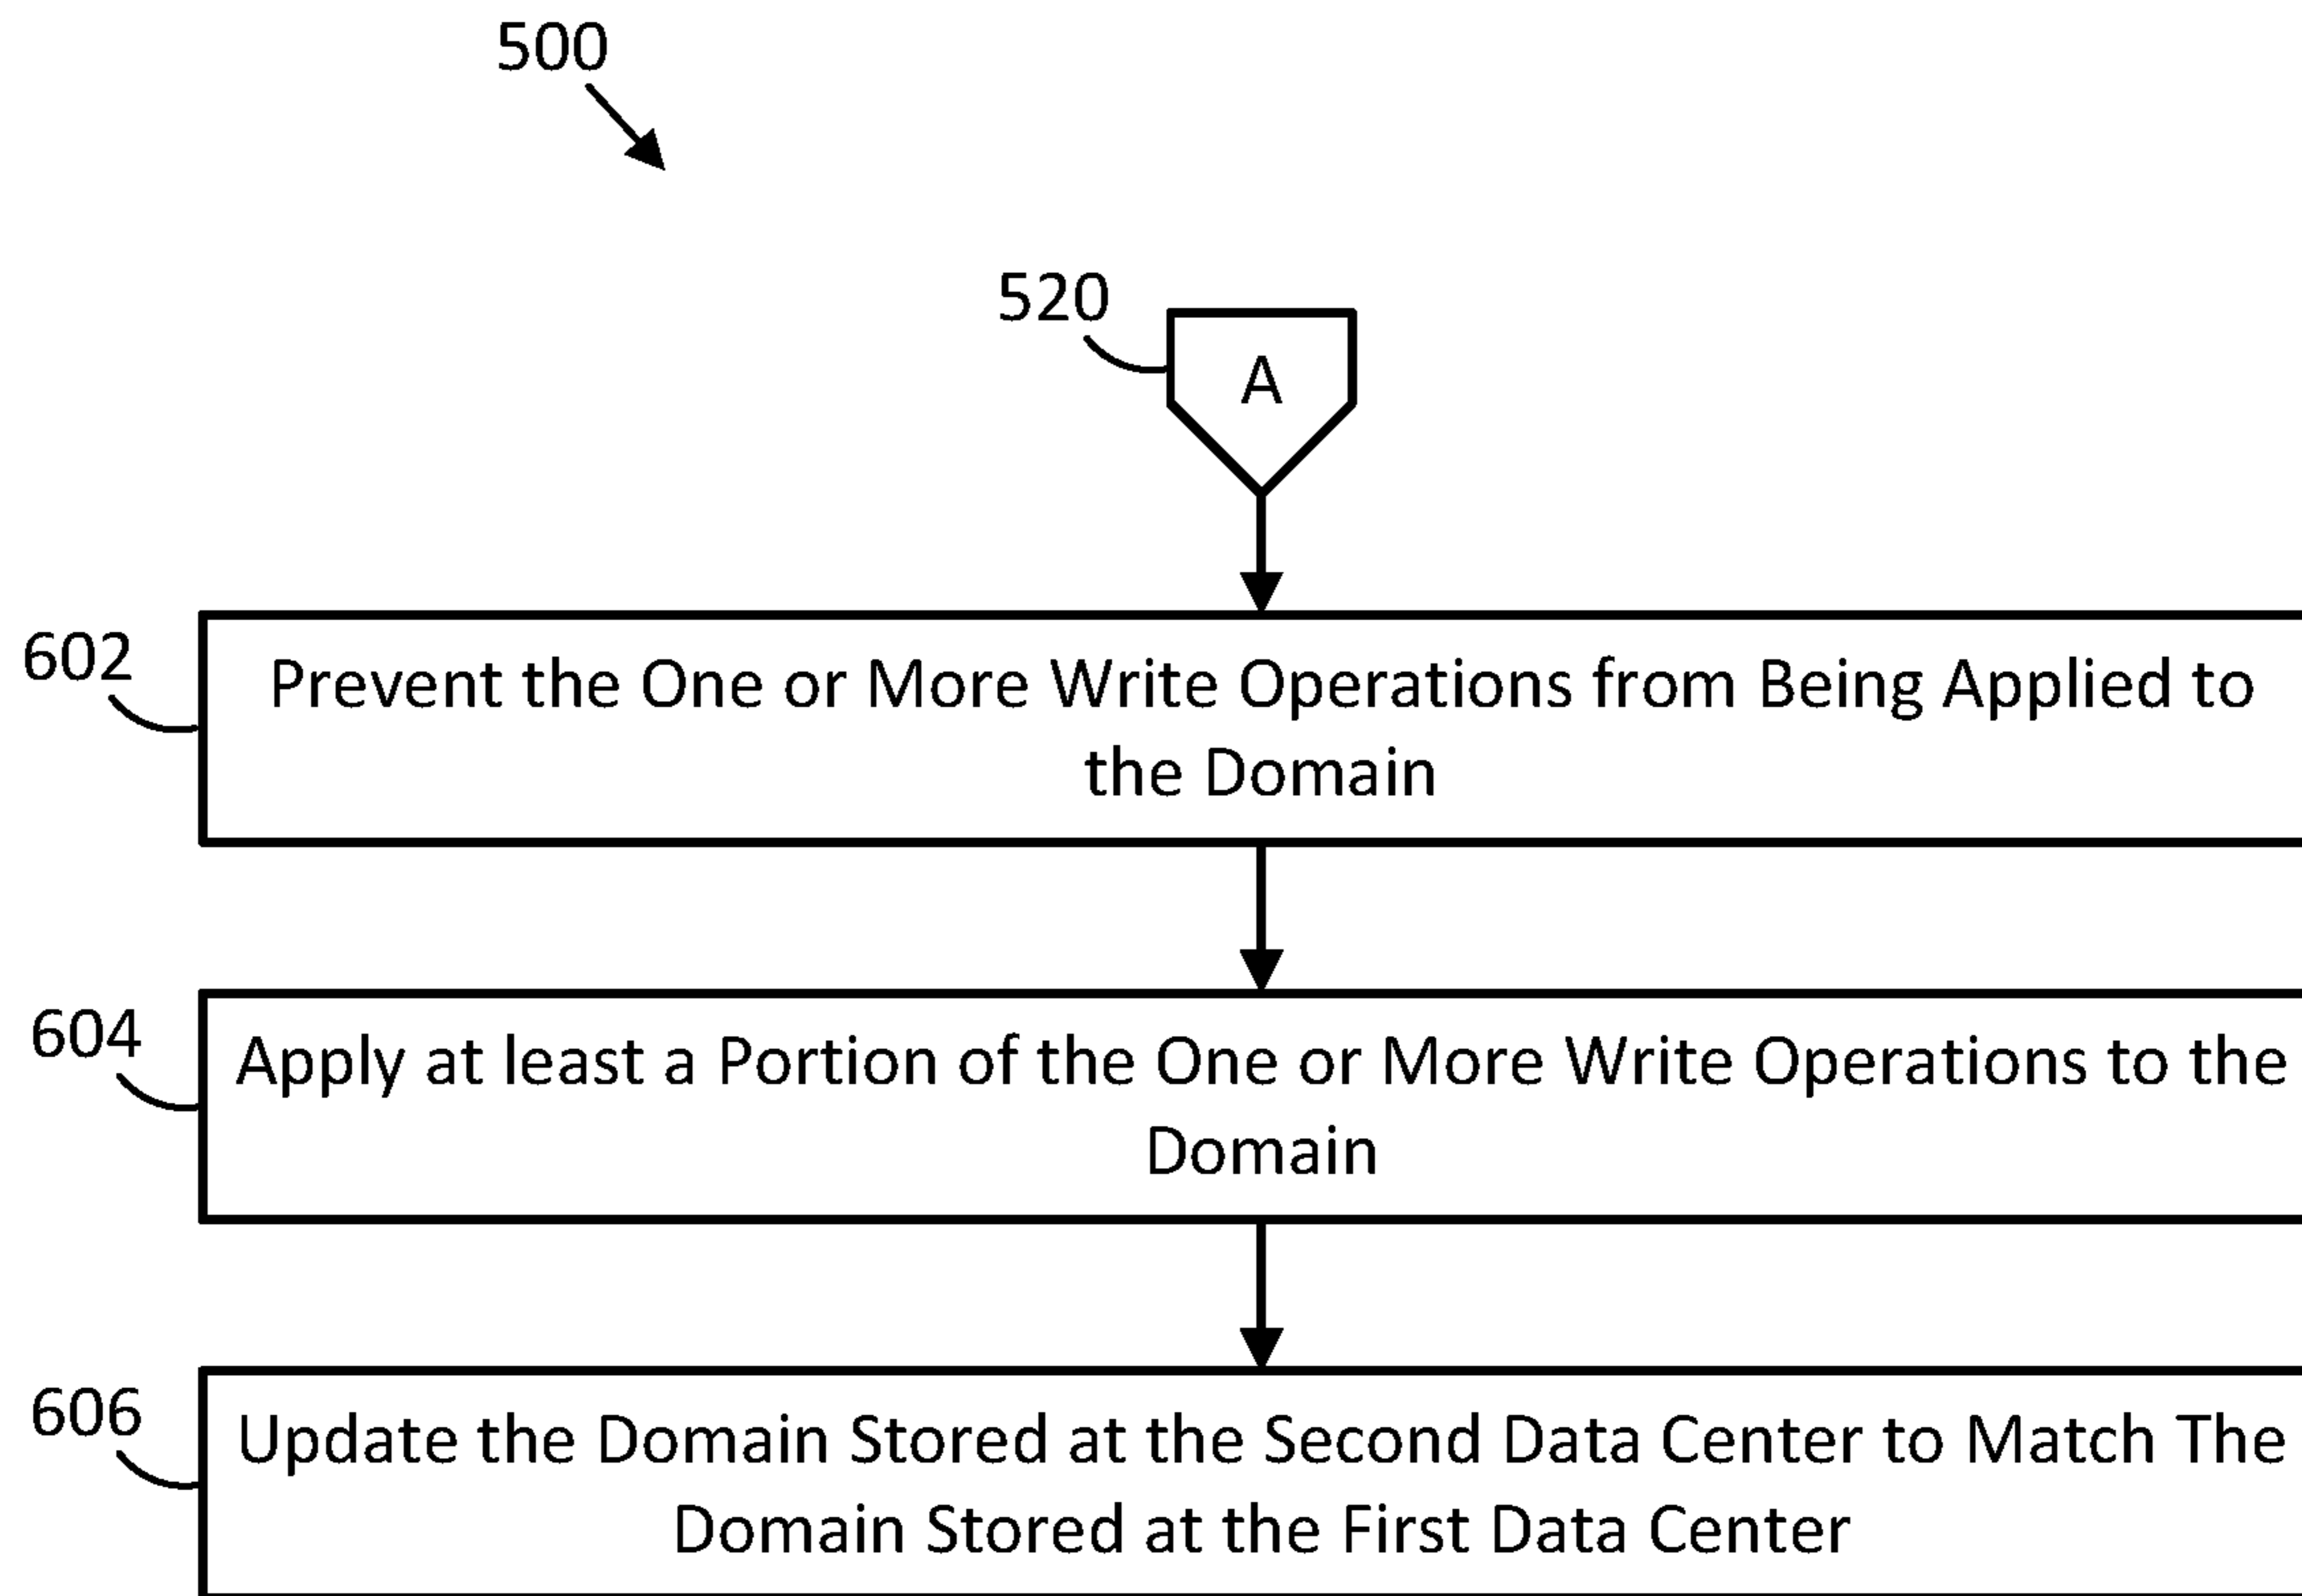 500
520
A
602
Prevent the One or More Write Operations from Being Applied to
the Domain
604
Apply at least a Portion of the One or More Write Operations to the
Domain
606
Update the Domain Stored at the Second Data Center to Match The
Domain Stored at the First Data Center